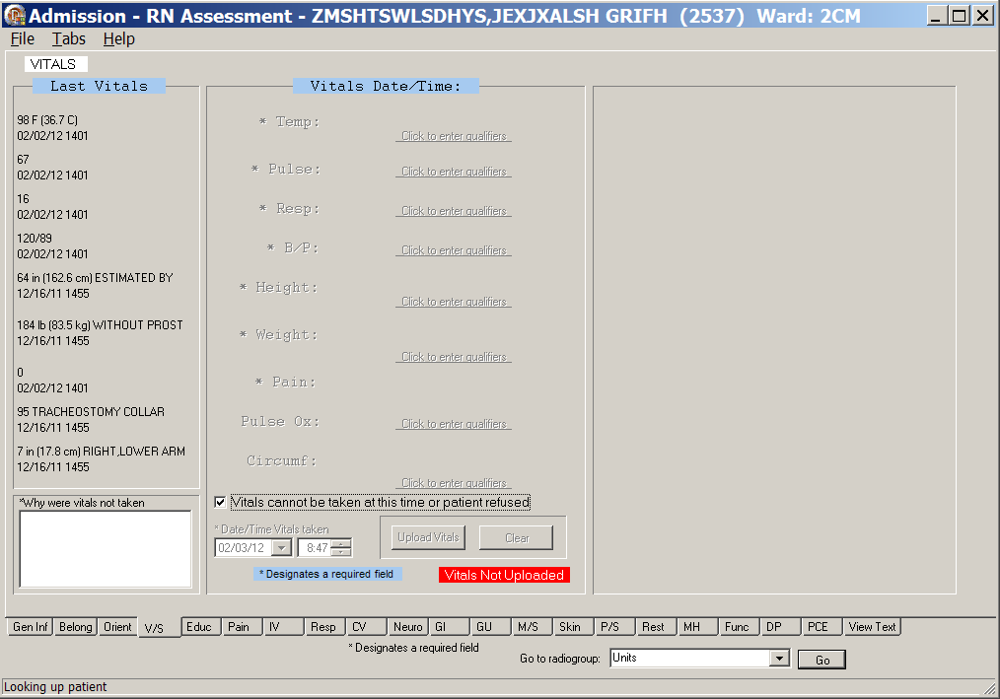 Admission - RN Assessment - ZMSHTSWLSDHYS,JEXJXALSH GRIFH (2537) Ward: 2CM
File Tabs Help
VITALS
Last Vitals
98 F (36.7 C)
02/02/12 1401
67
02/02/12 1401
16
02/02/12 1401
120/89
02/02/12 1401
64 in (162.6 cm) ESTIMATED BY
12/16/11 1455
184 lb (83.5 kg) WITHOUT PROST
12/16/11 1455
0
02/02/12 1401
95 TRACHEOSTOMY COLLAR
12/16/11 1455
7 in (17.8 cm) RIGHT,LOWER ARM
12/16/11 1455
*Why were vitals not taken
Vitals Date/Time:
* Temp: Click to enter qualifiers
* Pulse: Click to enter qualifiers
* Resp: Click to enter qualifiers
* B/P: Click to enter qualifiers
* Height: Click to enter qualifiers
* Weight: Click to enter qualifiers
* Pain:
Pulse Ox: Click to enter qualifiers
Circumf: Click to enter qualifiers
Vitals cannot be taken at this time or patient refused
* Date/Time Vitals taken
02/03/12 8:47
Upload Vitals Clear
* Designates a required field
Vitals Not Uploaded
Gen Inf Belong Orient V/S Educ Pain IV Resp CV Neuro GI GU M/S Skin P/S Rest MH Func DP PCE View Text
* Designates a required field
Go to radiogroup: Units Go
Looking up patient